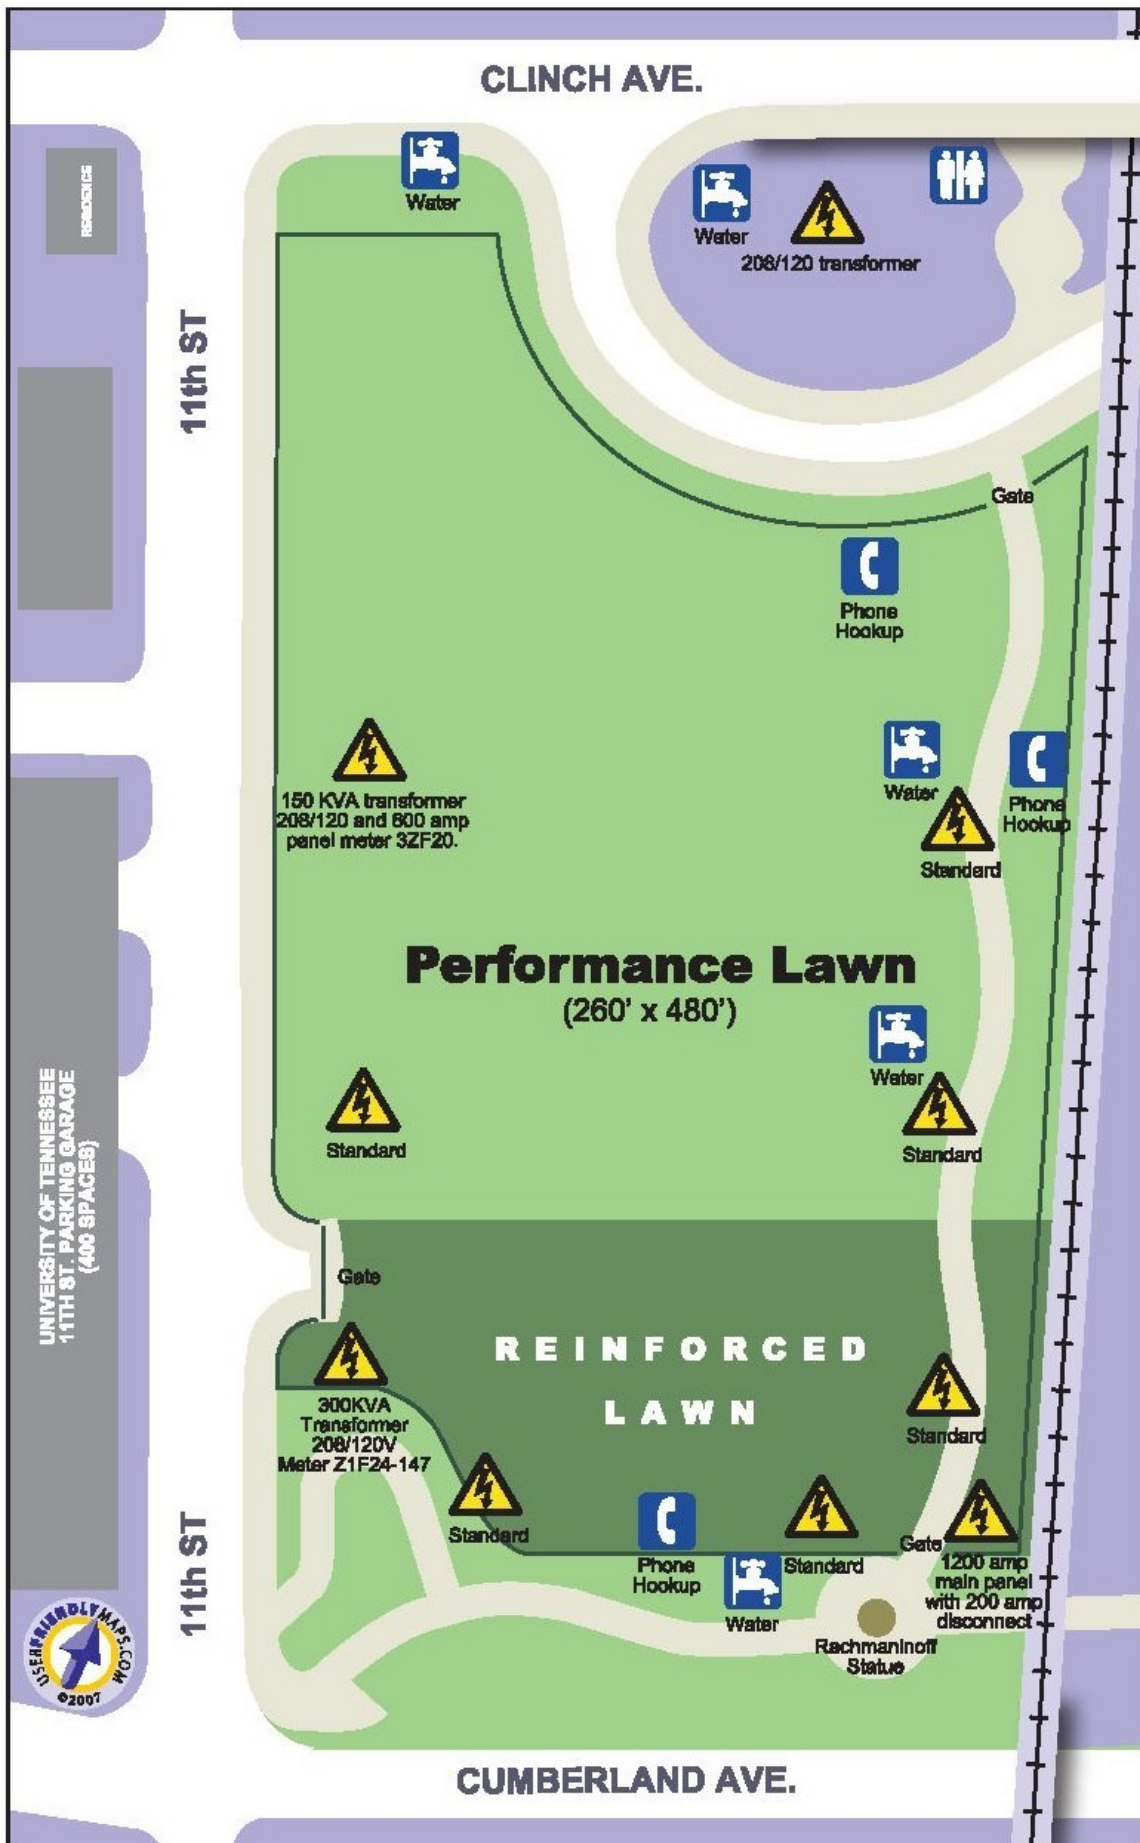 CLINCH AVE.
Water
Water
208/120 transformer
11th ST
Gate
Phone
Hookup
150 KVA transformer
208/120 and 600 amp
panel meter 3ZF20.
Water
Phone
Hookup
Standard
Performance Lawn
(260' x 480')
Water
Standard
Standard
UNIVERSITY OF TENNESSEE
11TH ST. PARKING GARAGE
(400 SPACES)
Gate
REINFORCED
LAWN
300KVA
Transformer
208/120V
Meter Z1F24-147
Standard
Standard
Phone
Hookup
Standard
Gate
1200 amp
main panel
with 200 amp
disconnect
Water
Rachmaninoff
Statue
11th ST
USERFRIENDLYMAPS.COM
©2007
CUMBERLAND AVE.